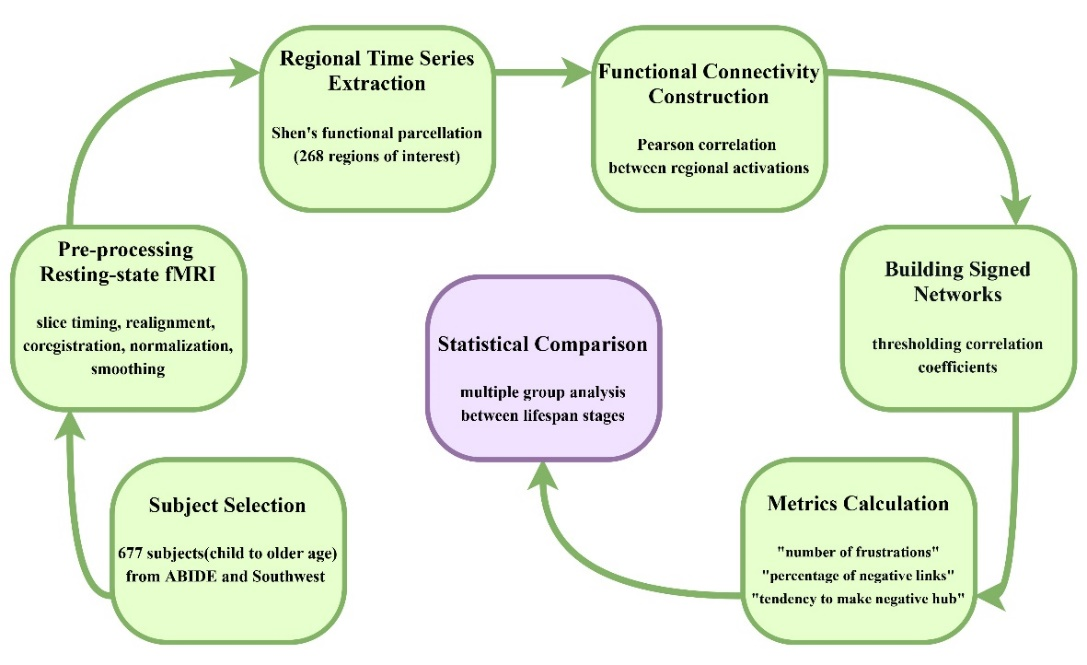 Subject Selection
677 subjects(child to older age)
from ABIDE and Southwest
Pre-processing
Resting-state fMRI
slice timing, realignment,
coregistration, normalization,
smoothing
Regional Time Series
Extraction
Shen's functional parcellation
(268 regions of interest)
Functional Connectivity
Construction
Pearson correlation
between regional activations
Building Signed
Networks
thresholding correlation
coefficients
Metrics Calculation
"number of frustrations"
"percentage of negative links"
"tendency to make negative hub"
Statistical Comparison
multiple group analysis
between lifespan stages